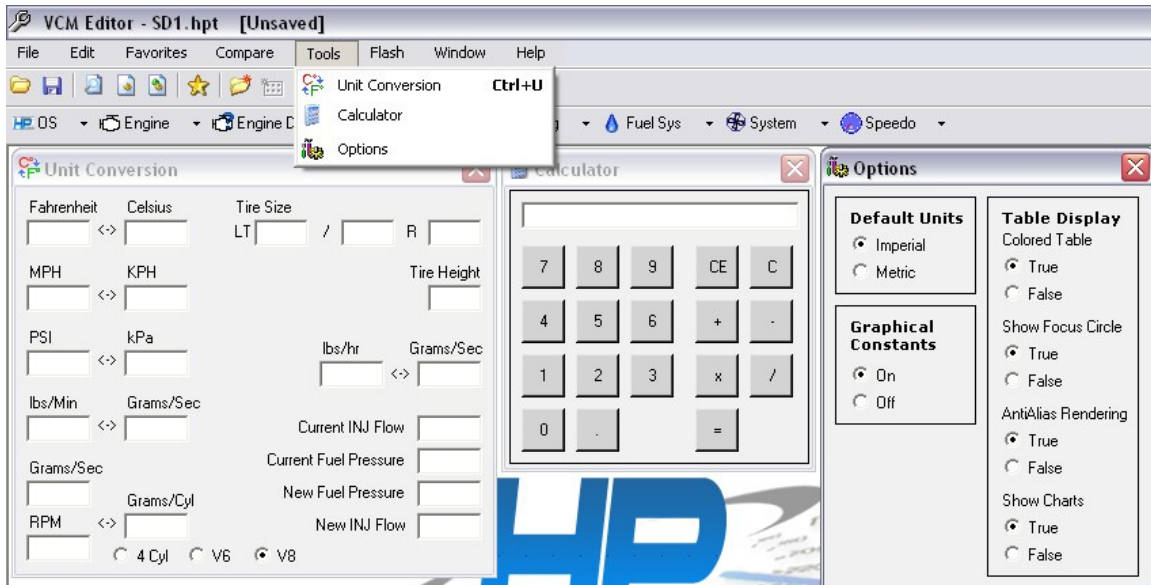 VCM Editor - SD1.hpt [Unsaved]
File Edit Favorites Compare Tools Flash Window Help
Unit Conversion Ctrl+U
Calculator
Options
HP OS Engine Engine D Fuel Sys System Speedo
Unit Conversion
Fahrenheit Celsius Tire Size
<-> LT / R
MPH KPH Tire Height
<->
PSI kPa
<-> lbs/hr Grams/Sec
<->
lbs/Min Grams/Sec
<-> Current INJ Flow
Current Fuel Pressure
Grams/Sec
Grams/Cyl New Fuel Pressure
RPM <-> New INJ Flow
4 Cyl V6 V8
Calculator
7 8 9 CE C
4 5 6 + -
1 2 3 x /
0 . =
HP
Options
Default Units
Imperial
Metric
Graphical
Constants
On
Off
Table Display
Colored Table
True
False
Show Focus Circle
True
False
AntiAlias Rendering
True
False
Show Charts
True
False